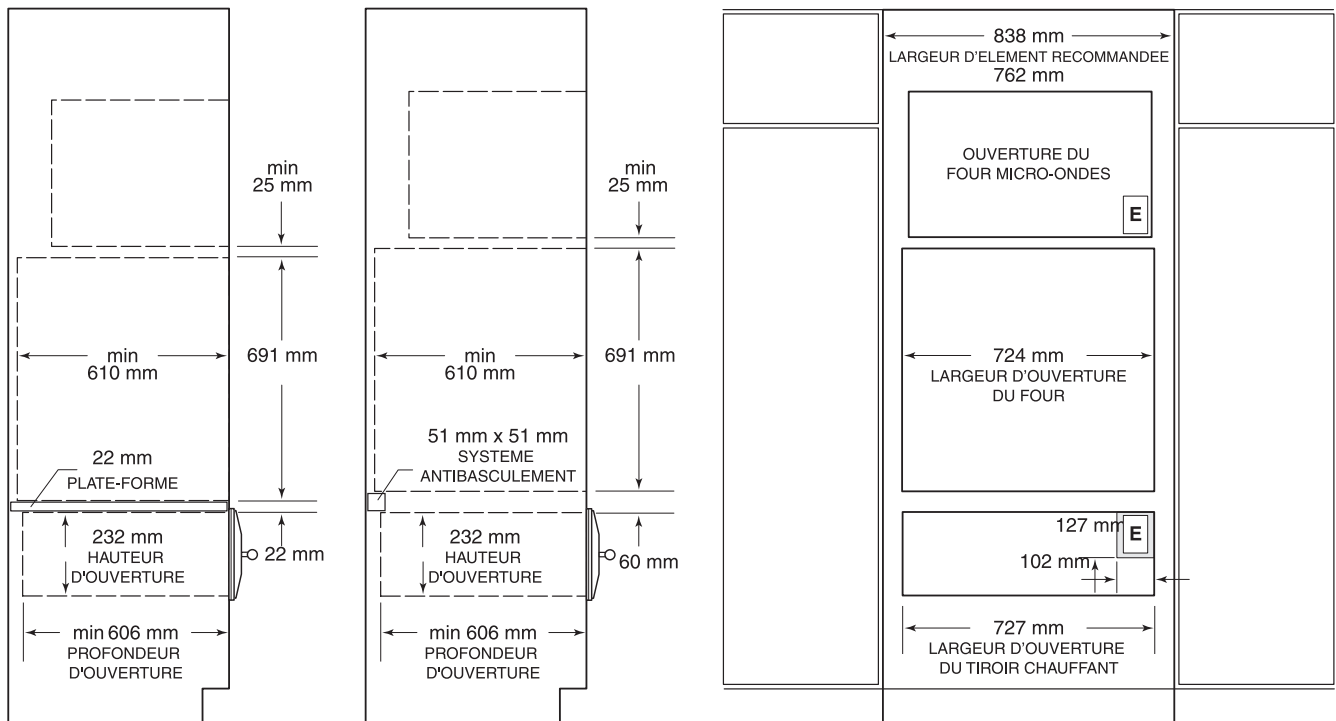 min
25 mm
min
610 mm
691 mm
22 mm
PLATE-FORME
232 mm
HAUTEUR
D'OUVERTURE
22 mm
min 606 mm
PROFONDEUR
D'OUVERTURE
min
25 mm
min
610 mm
691 mm
51 mm x 51 mm
SYSTEME
ANTIBASCULEMENT
232 mm
HAUTEUR
D'OUVERTURE
60 mm
min 606 mm
PROFONDEUR
D'OUVERTURE
838 mm
LARGEUR D'ELEMENT RECOMMANDEE
762 mm
OUVERTURE DU
FOUR MICRO-ONDES
E
724 mm
LARGEUR D'OUVERTURE
DU FOUR
127 mm
E
102 mm
727 mm
LARGEUR D'OUVERTURE
DU TIROIR CHAUFFANT